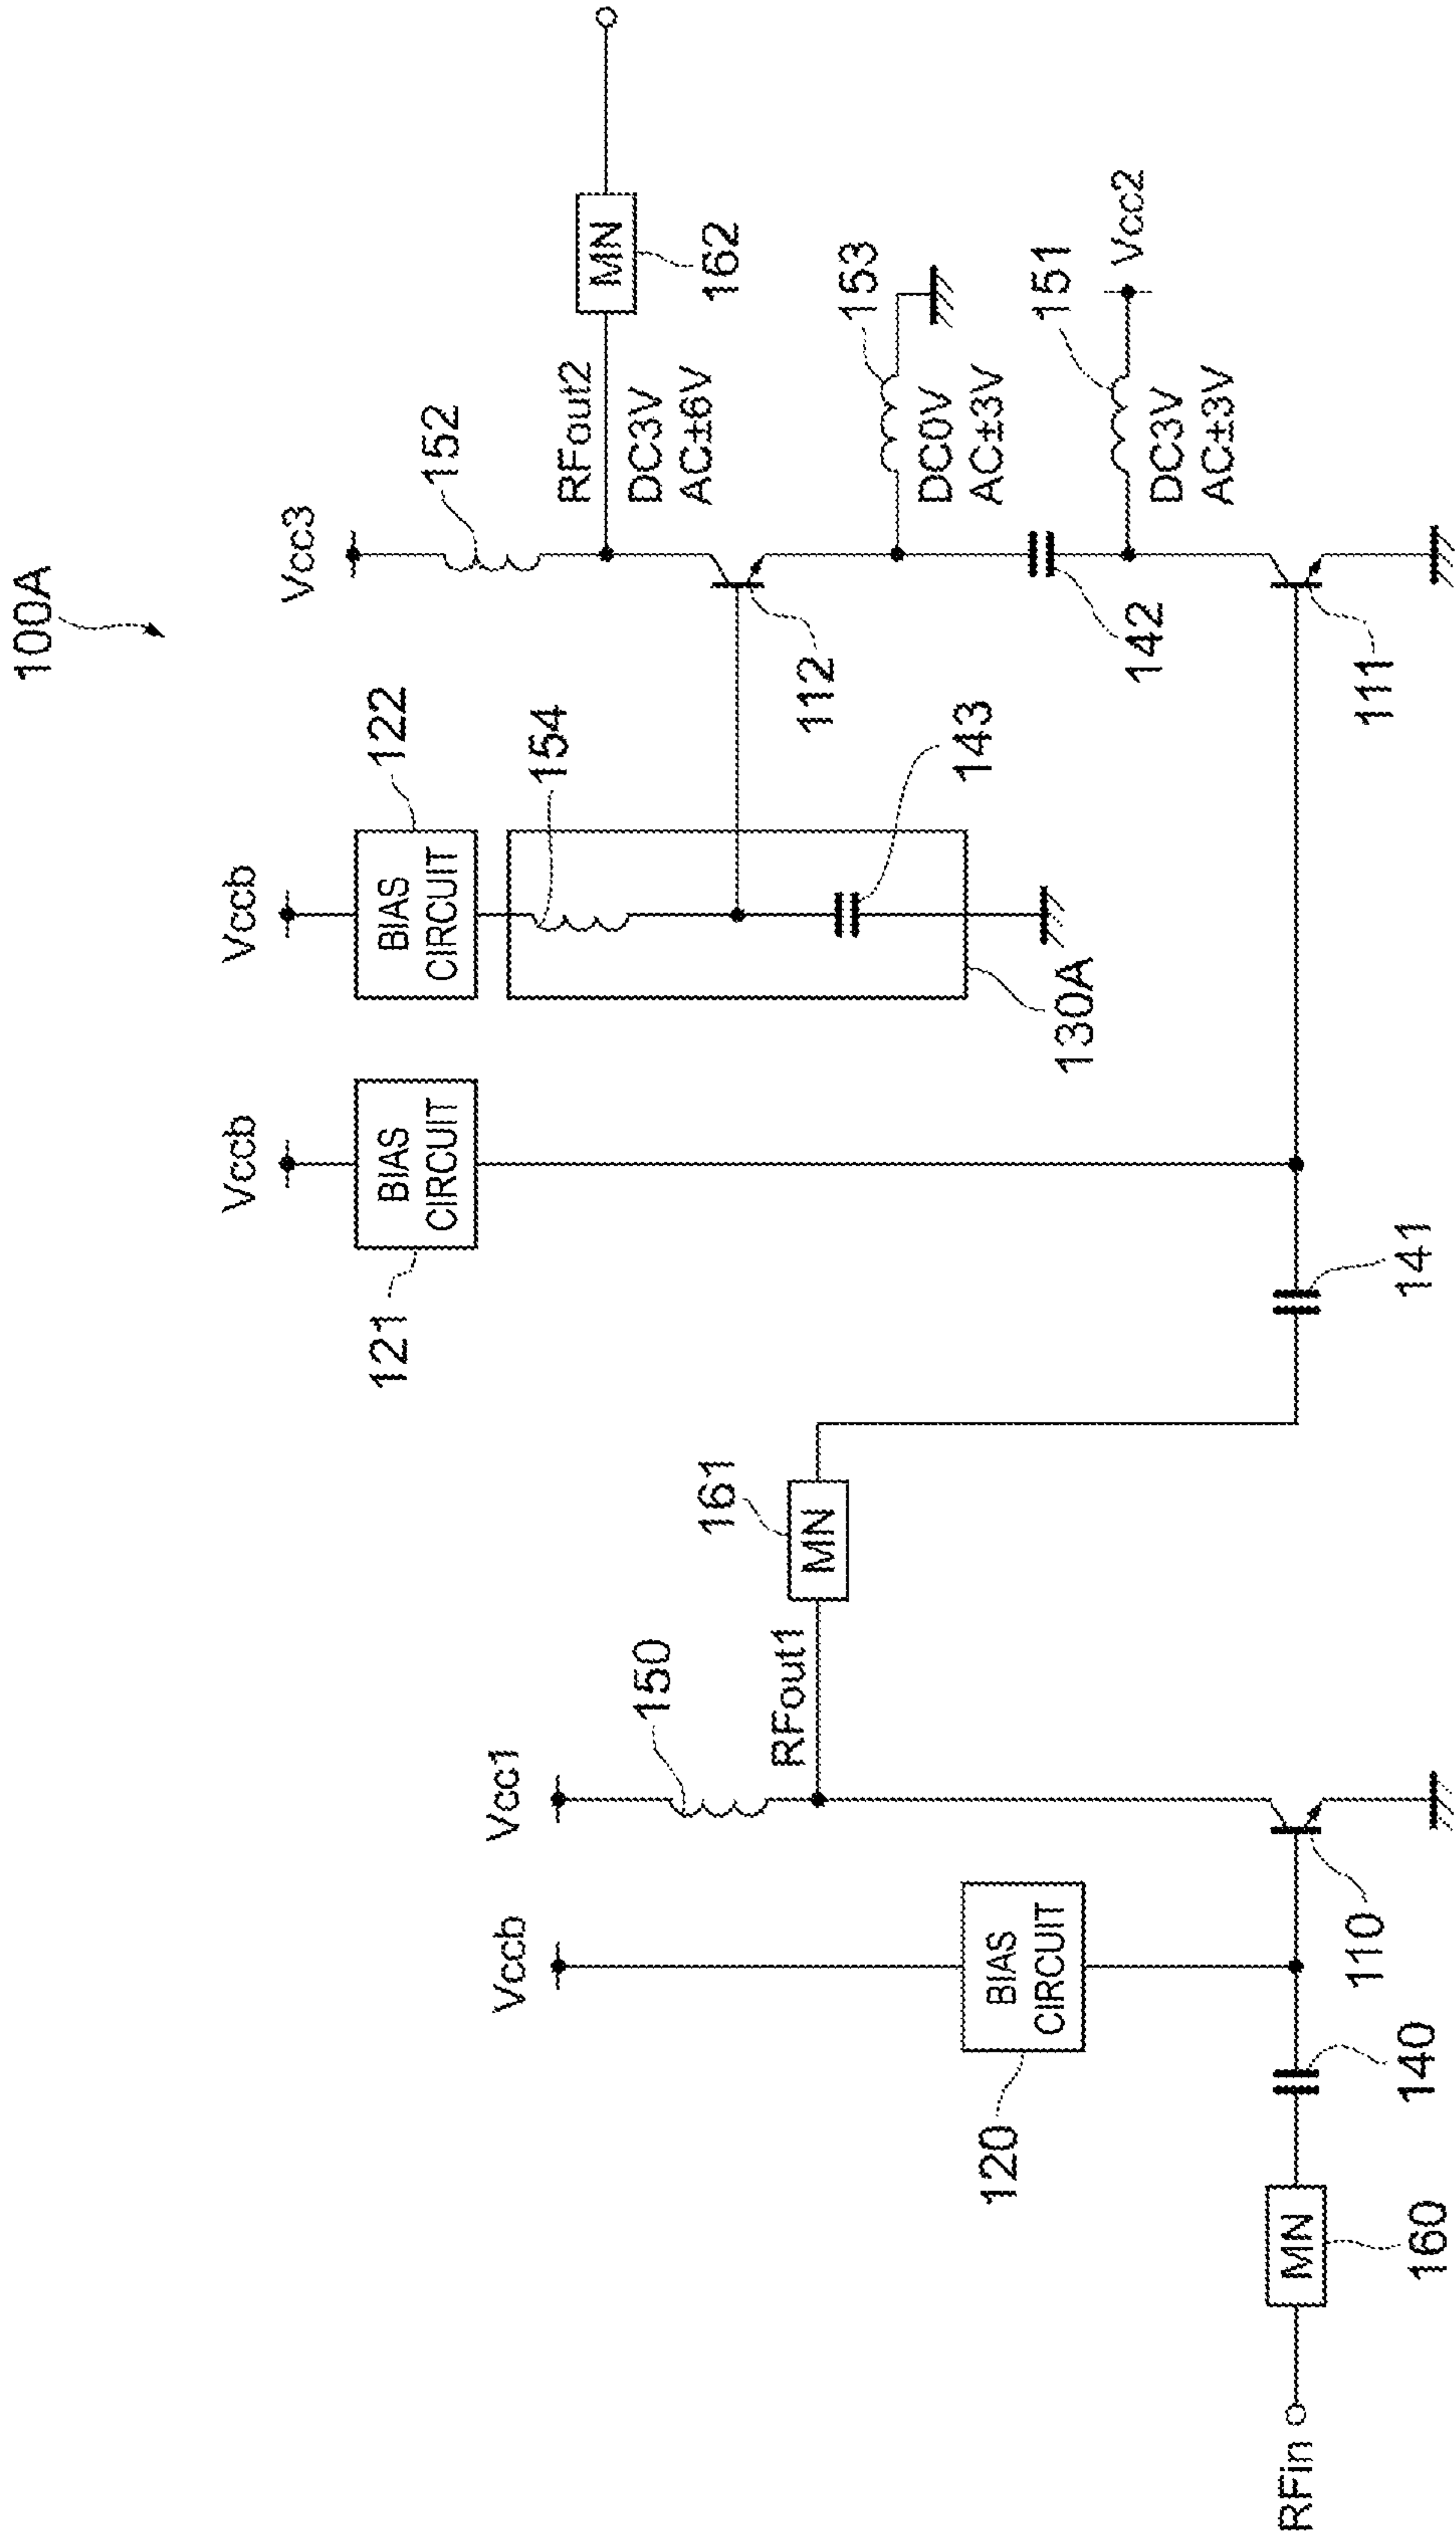 100A
Vcc3
152
RFout2
DC3V
AC±6V
MN
162
Vccb
122
BIAS
CIRCUIT
154
112
143
130A
153
DC0V
AC±3V
142
151
Vcc2
DC3V
AC±3V
111
Vccb
BIAS
CIRCUIT
121
141
161
MN
RFout1
Vcc1
150
Vccb
BIAS
CIRCUIT
120
110
140
MN
160
RFin